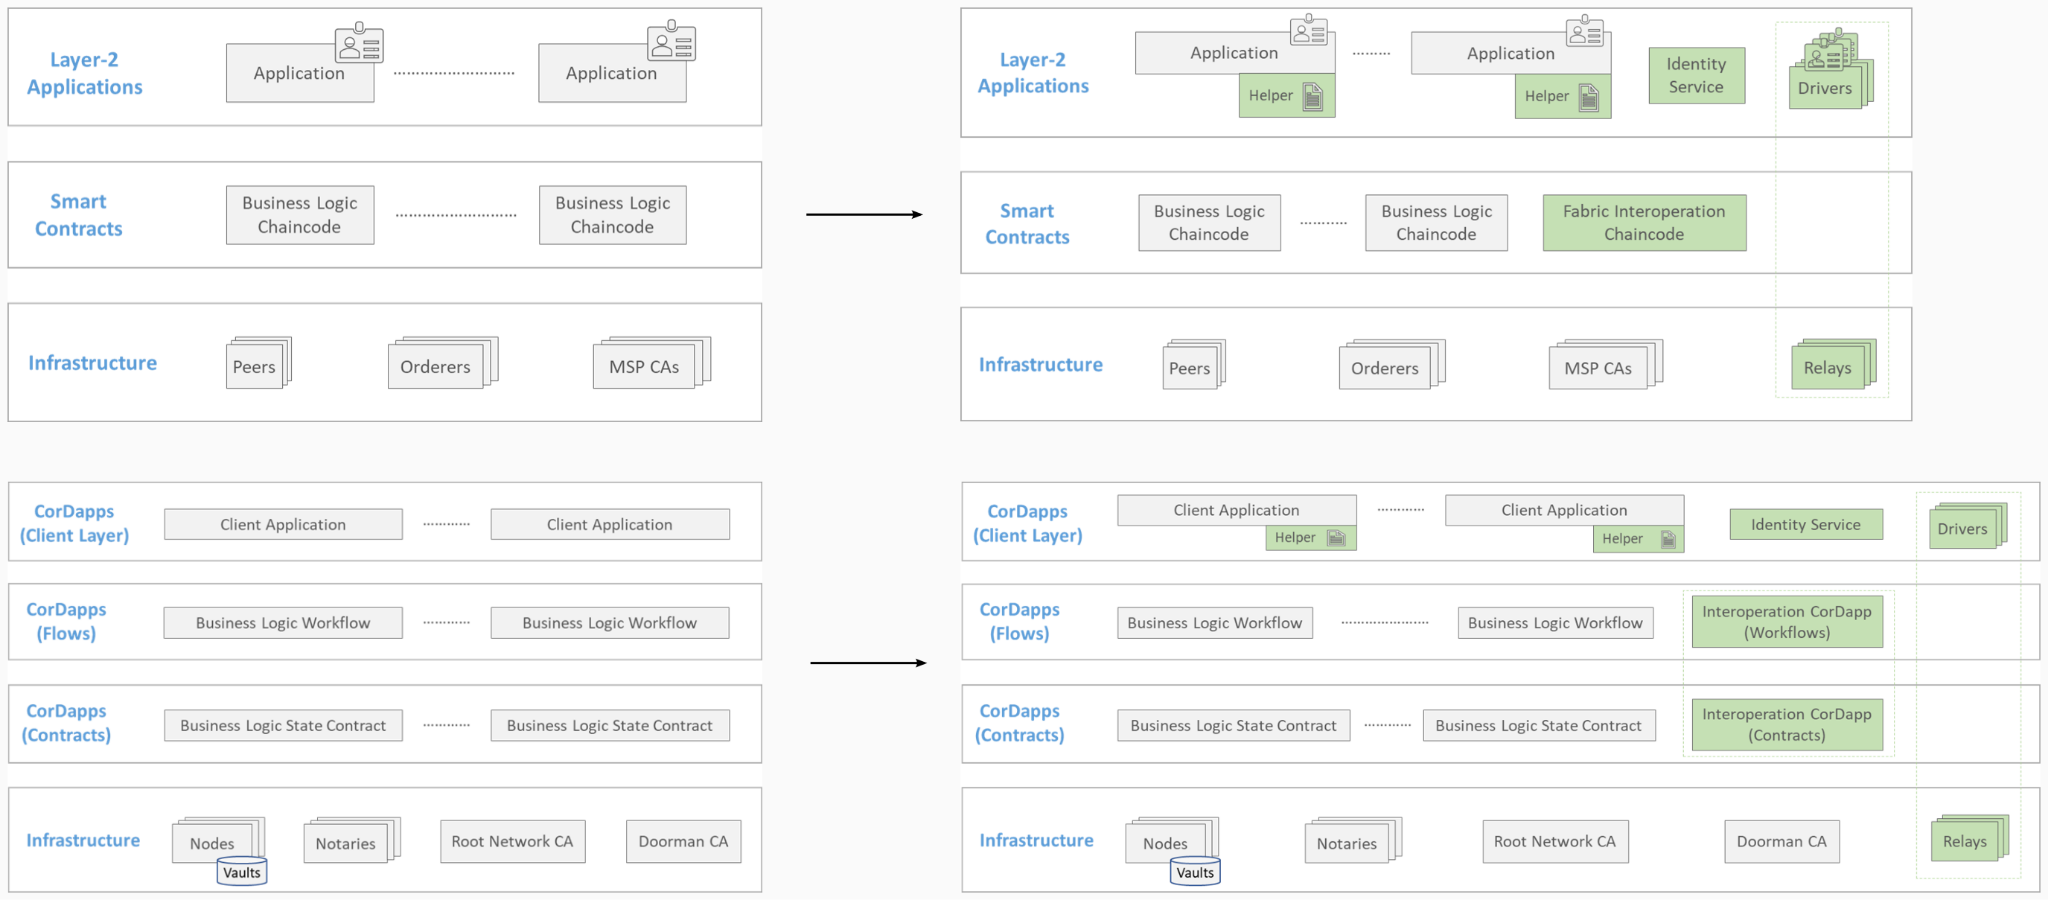 Layer-2
Applications
Application
Application
Smart
Contracts
Business Logic
Chaincode
Business Logic
Chaincode
Infrastructure
Peers
Orderers
MSP CAs
Layer-2
Applications
Application
Helper
Application
Helper
Identity
Service
Drivers
Smart
Contracts
Business Logic
Chaincode
Business Logic
Chaincode
Fabric Interoperation
Chaincode
Infrastructure
Peers
Orderers
MSP CAs
Relays
CorDapps
(Client Layer)
Client Application
Client Application
CorDapps
(Flows)
Business Logic Workflow
Business Logic Workflow
CorDapps
(Contracts)
Business Logic State Contract
Business Logic State Contract
Infrastructure
Nodes
Vaults
Notaries
Root Network CA
Doorman CA
CorDapps
(Client Layer)
Client Application
Helper
Client Application
Helper
Identity Service
Drivers
CorDapps
(Flows)
Business Logic Workflow
Business Logic Workflow
Interoperation CorDapp
(Workflows)
CorDapps
(Contracts)
Business Logic State Contract
Business Logic State Contract
Interoperation CorDapp
(Contracts)
Infrastructure
Nodes
Vaults
Notaries
Root Network CA
Doorman CA
Relays